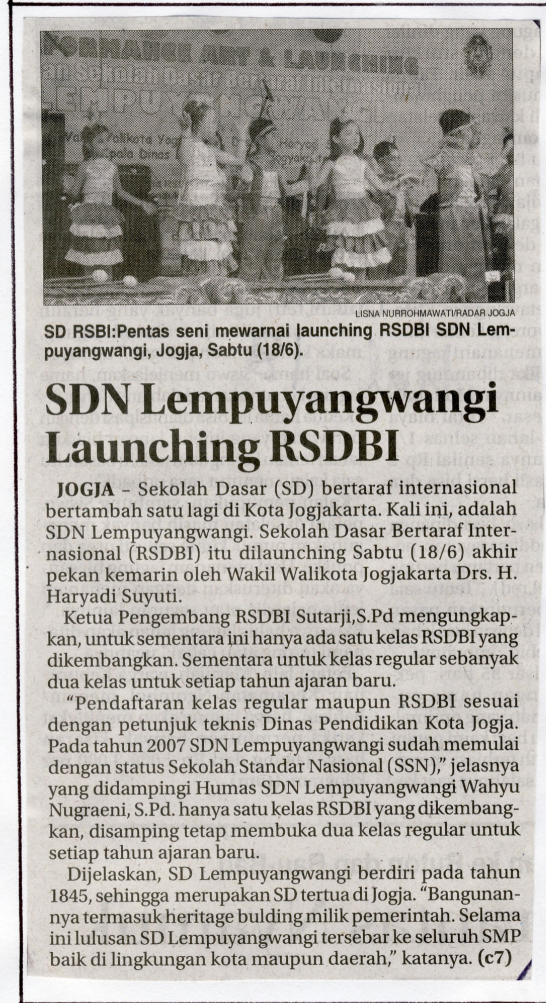 FORMANCE ART & LAUNCHING
am Sekolah Dasar Bertaraf Internasional
LEMPUYANGWANGI
LISNA NURROHMAWATI/RADAR JOGJA
SD RSBI:Pentas seni mewarnai launching RSDBI SDN Lem-
puyangwangi, Jogja, Sabtu (18/6).
SDN Lempuyangwangi
Launching RSDBI
JOGJA – Sekolah Dasar (SD) bertaraf internasional
bertambah satu lagi di Kota Jogjakarta. Kali ini, adalah
SDN Lempuyangwangi. Sekolah Dasar Bertaraf Inter-
nasional (RSDBI) itu dilaunching Sabtu (18/6) akhir
pekan kemarin oleh Wakil Walikota Jogjakarta Drs. H.
Haryadi Suyuti.
Ketua Pengembang RSDBI Sutarji,S.Pd mengungkap-
kan, untuk sementara ini hanya ada satu kelas RSDBI yang
dikembangkan. Sementara untuk kelas regular sebanyak
dua kelas untuk setiap tahun ajaran baru.
“Pendaftaran kelas regular maupun RSDBI sesuai
dengan petunjuk teknis Dinas Pendidikan Kota Jogja.
Pada tahun 2007 SDN Lempuyangwangi sudah memulai
dengan status Sekolah Standar Nasional (SSN),” jelasnya
yang didampingi Humas SDN Lempuyangwangi Wahyu
Nugraeni, S.Pd. hanya satu kelas RSDBI yang dikembang-
kan, disamping tetap membuka dua kelas regular untuk
setiap tahun ajaran baru.
Dijelaskan, SD Lempuyangwangi berdiri pada tahun
1845, sehingga merupakan SD tertua di Jogja. “Bangunan-
nya termasuk heritage bulding milik pemerintah. Selama
ini lulusan SD Lempuyangwangi tersebar ke seluruh SMP
baik di lingkungan kota maupun daerah,” katanya. (c7)